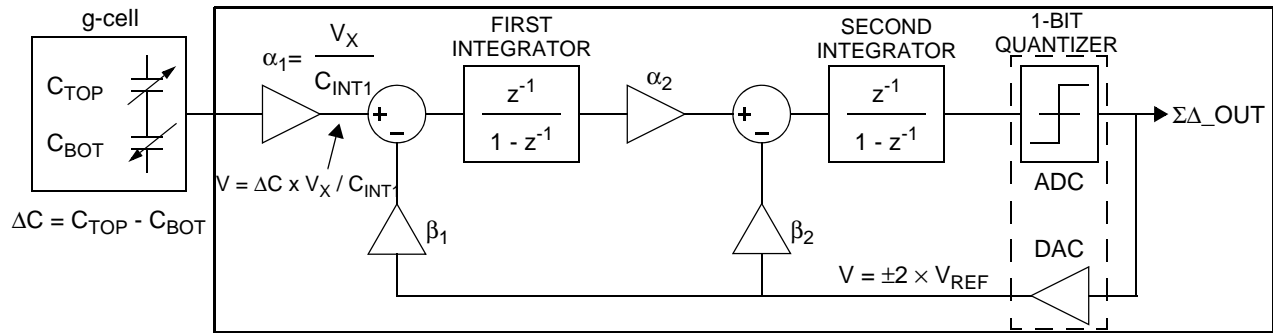 g-cell
C_TOP
C_BOT
ΔC = C_TOP - C_BOT
α₁= V_X / C_INT1
V = ΔC x V_X / C_INT1
+
-
β₁
FIRST
INTEGRATOR
z⁻¹
1 - z⁻¹
α₂
+
-
β₂
SECOND
INTEGRATOR
z⁻¹
1 - z⁻¹
1-BIT
QUANTIZER
ADC
DAC
V = ±2 × V_REF
ΣΔ_OUT